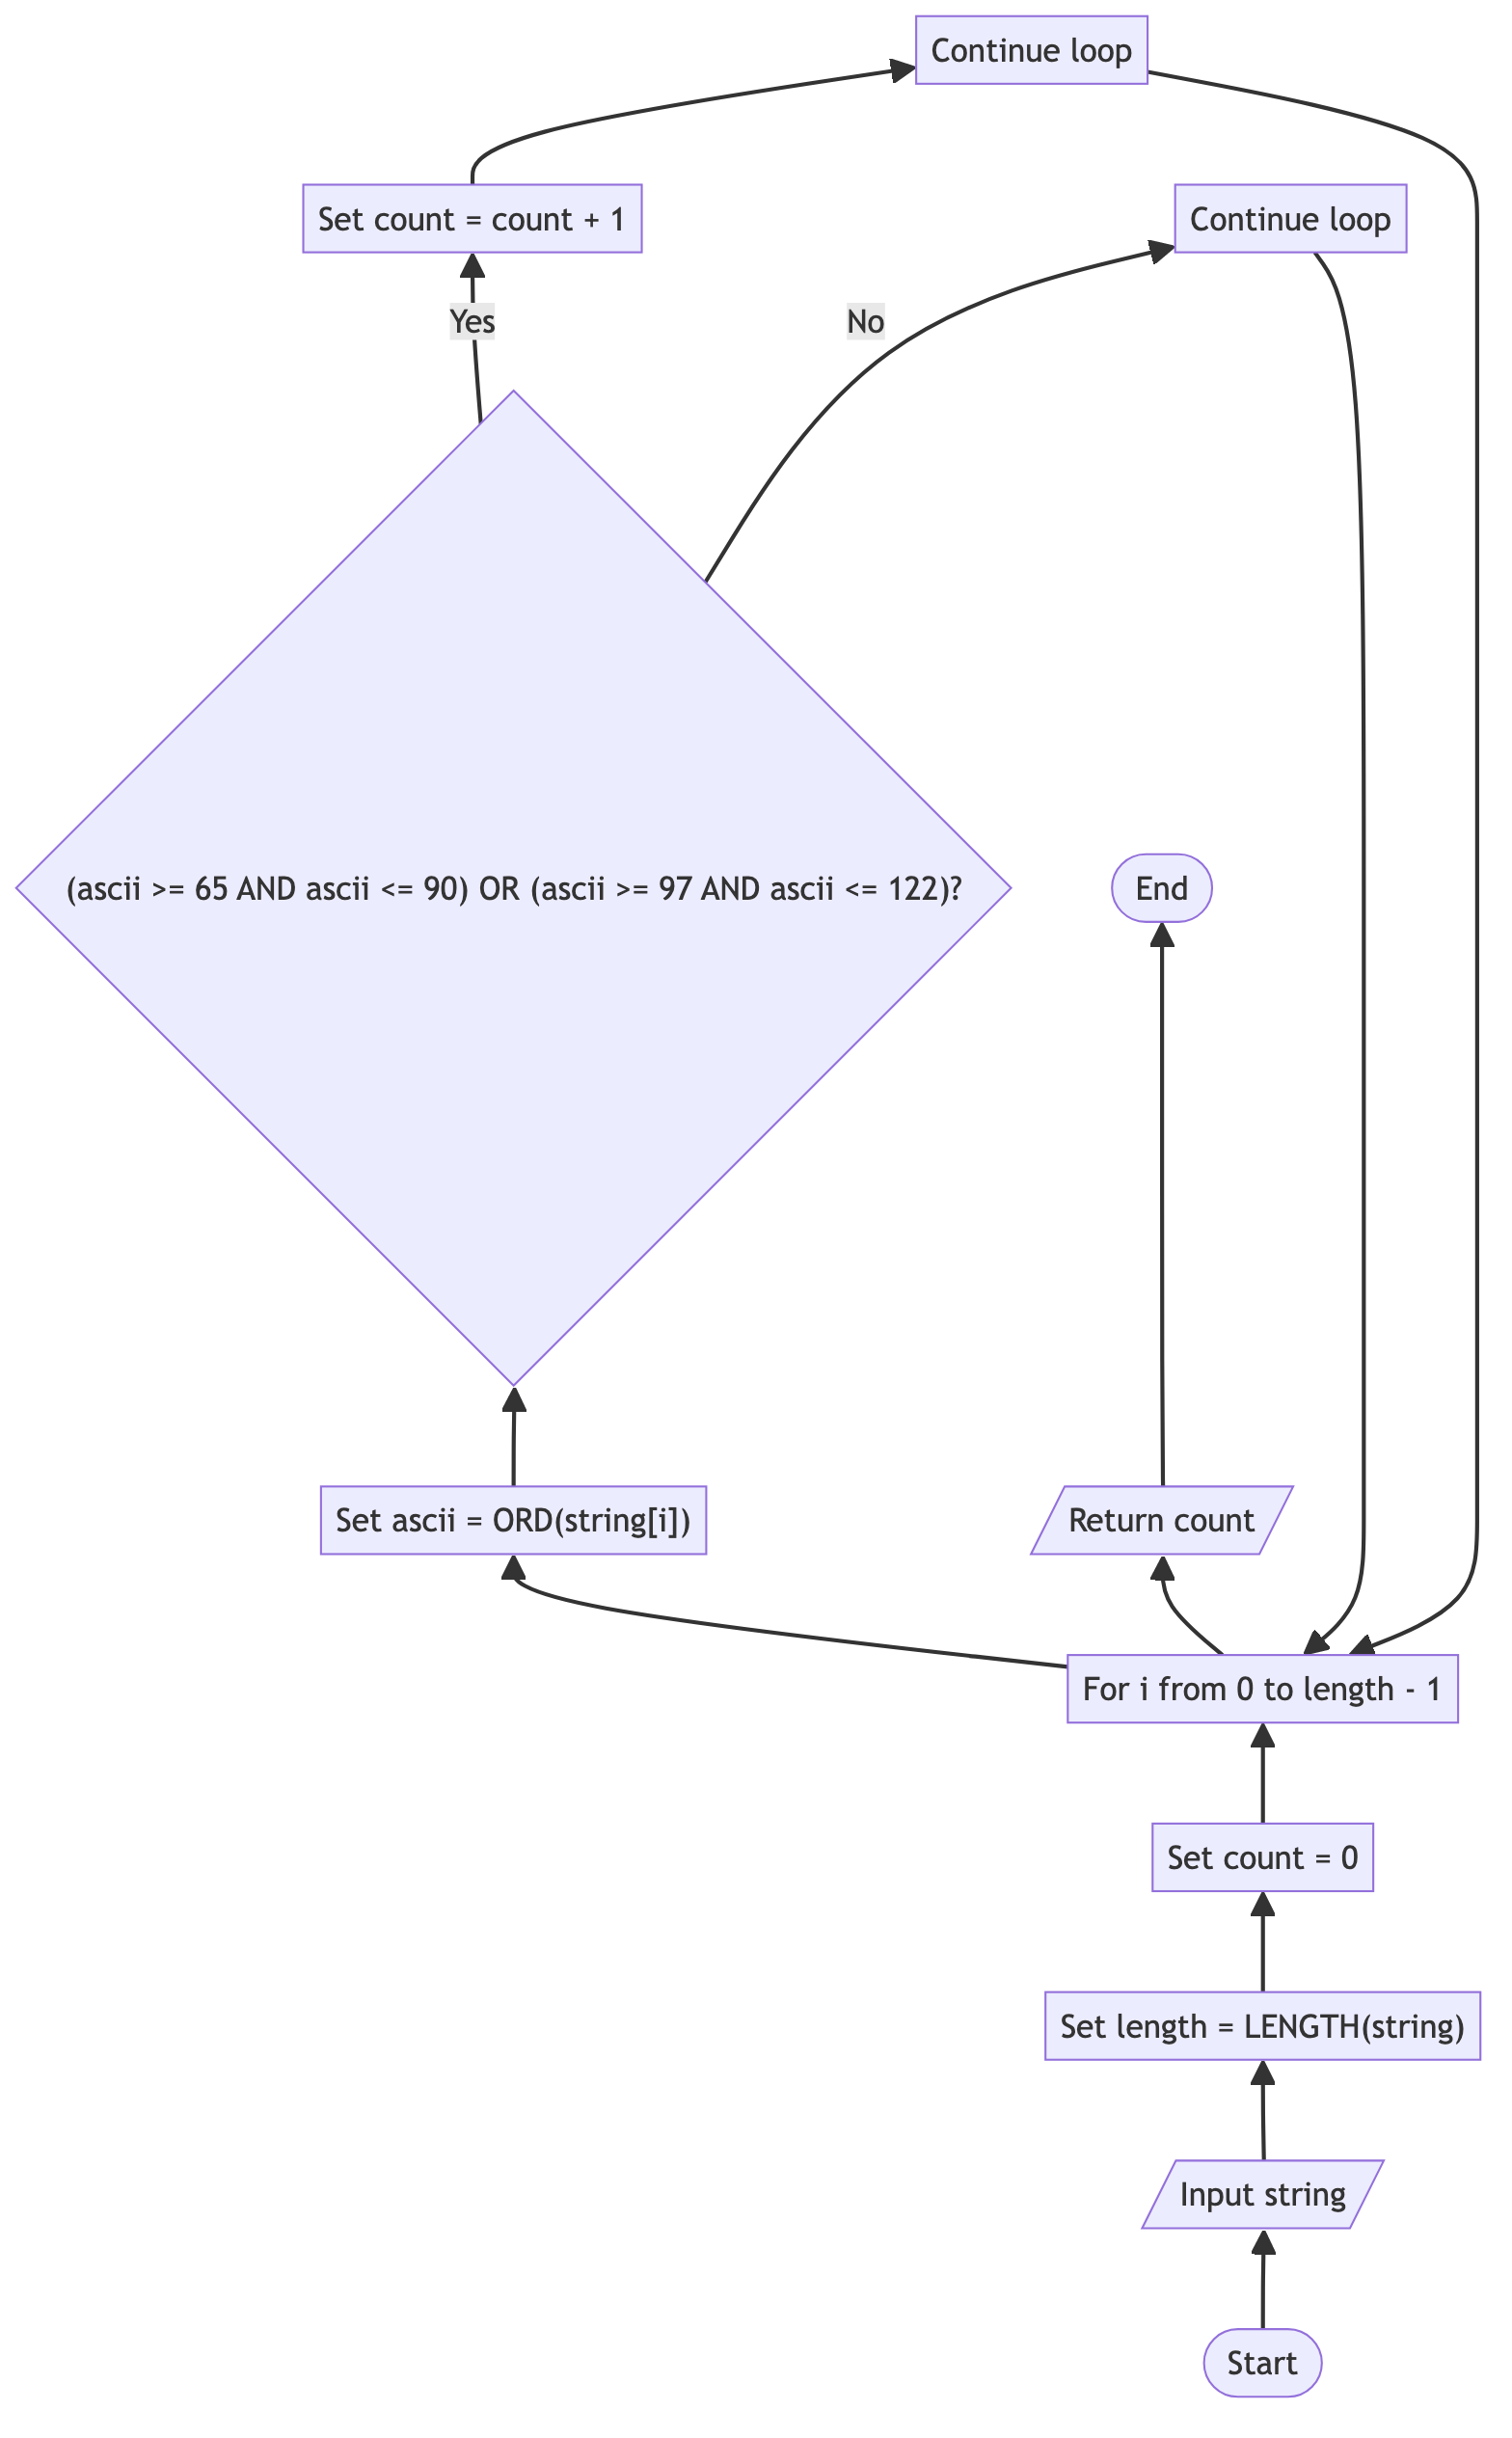 Continue loop
Set count = count + 1
Continue loop
Yes
No
(ascii >= 65 AND ascii <= 90) OR (ascii >= 97 AND ascii <= 122)?
End
Set ascii = ORD(string[i])
Return count
For i from 0 to length - 1
Set count = 0
Set length = LENGTH(string)
Input string
Start